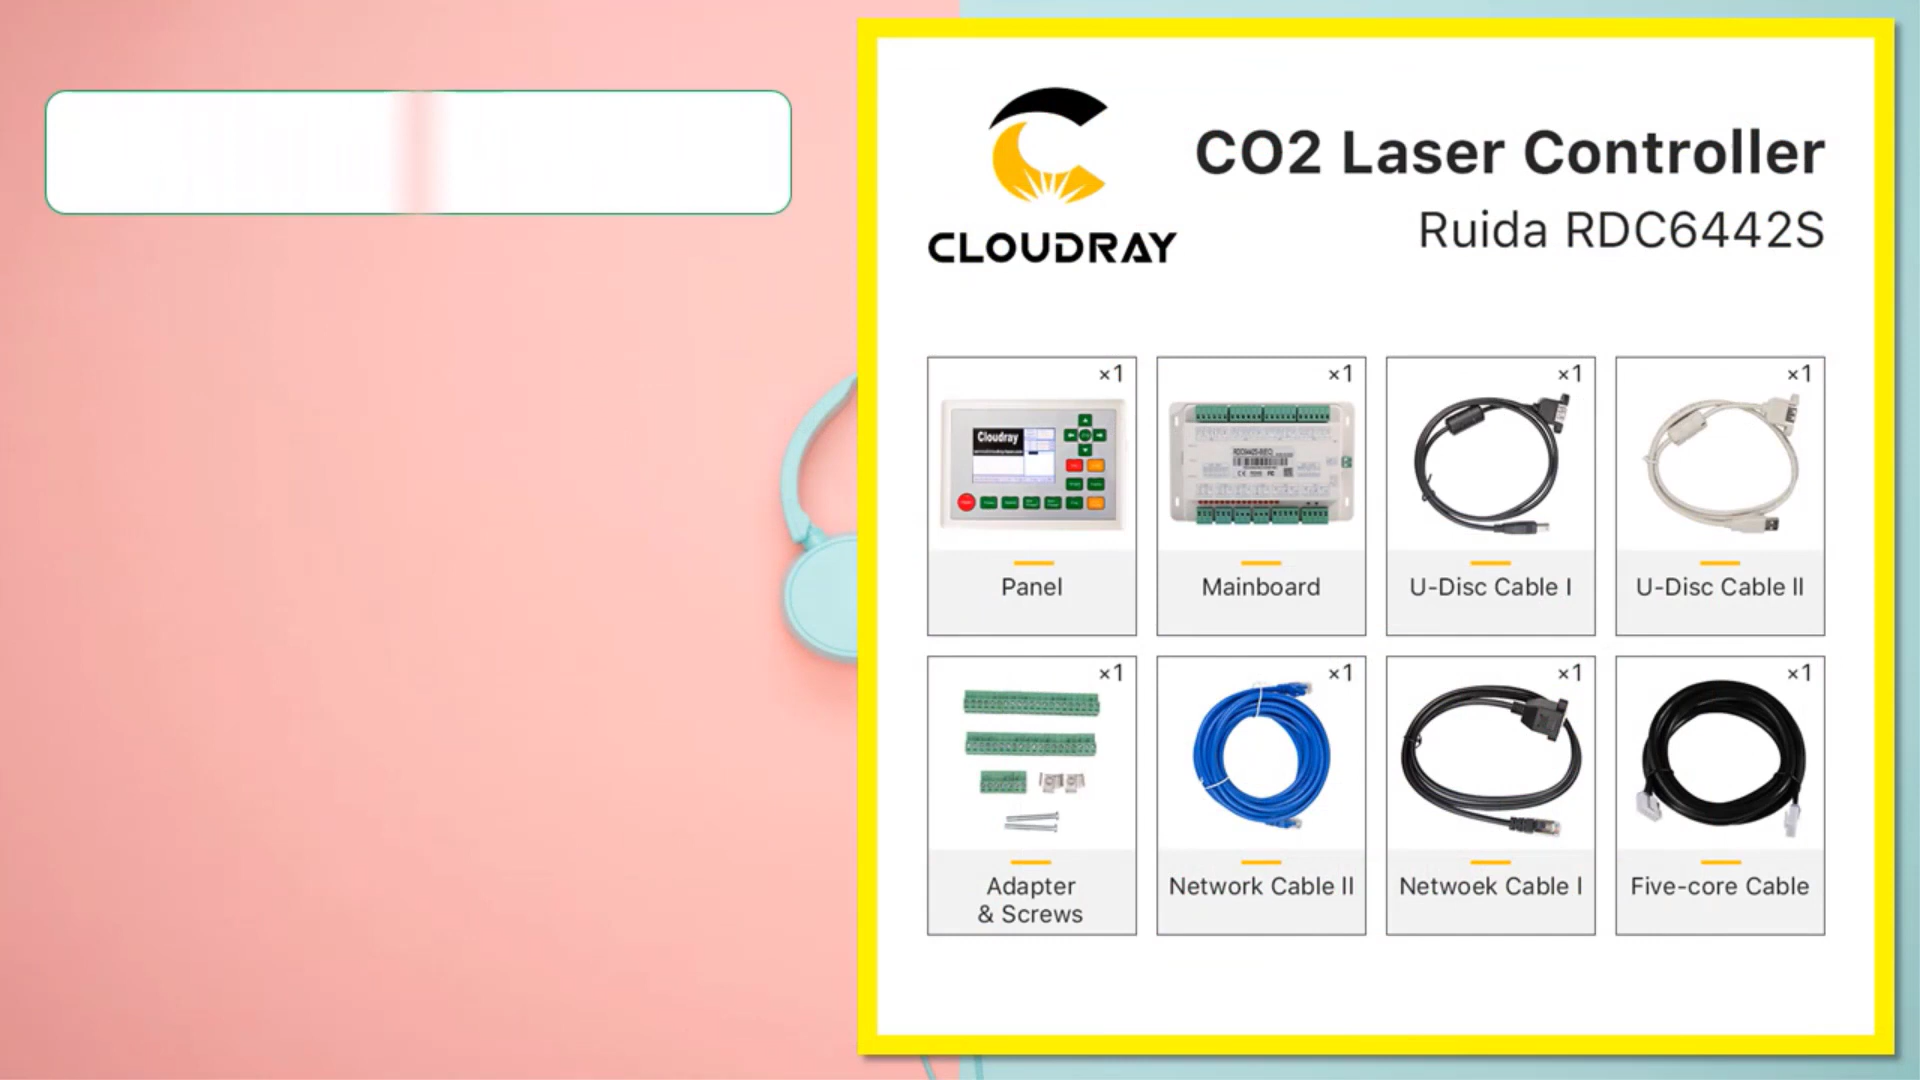 CLOUDRAY
CO2 Laser Controller
Ruida RDC6442S
×1
×1
×1
×1
Cloudray
Panel
Mainboard
U-Disc Cable I
U-Disc Cable II
×1
×1
×1
×1
Adapter
& Screws
Network Cable II
Netwoek Cable I
Five-core Cable